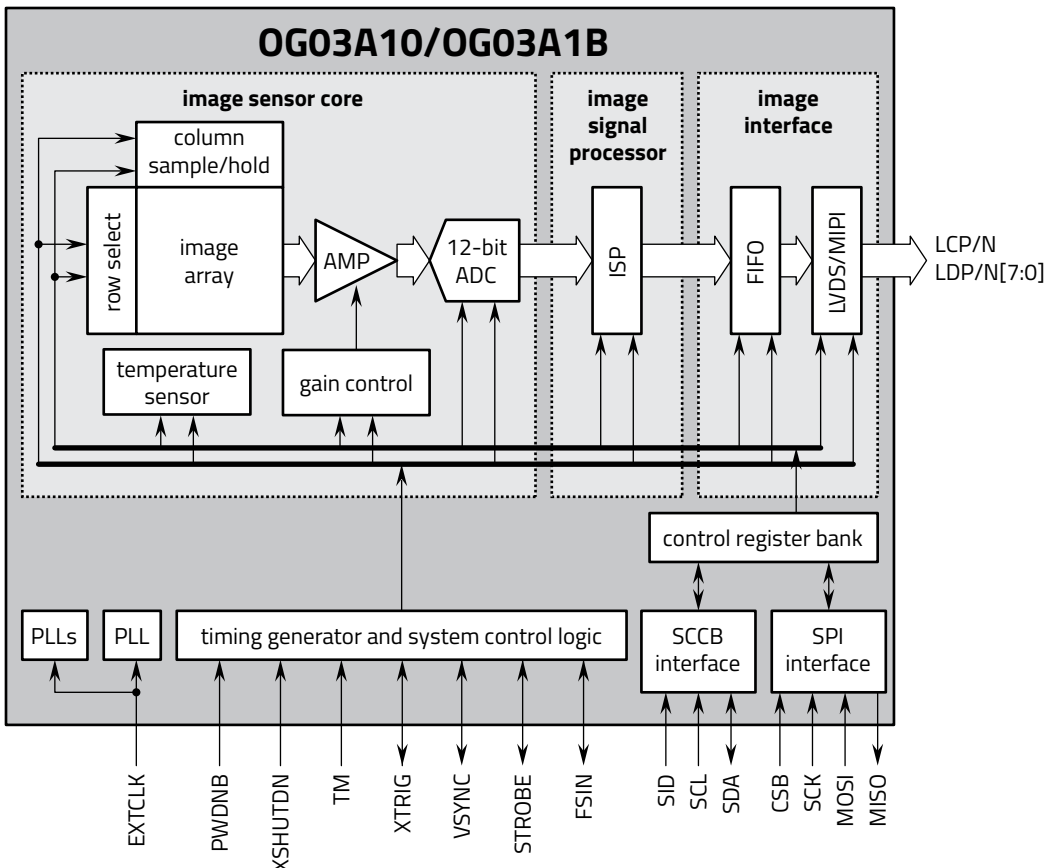 OG03A10/OG03A1B
image sensor core
image
signal
processor
image
interface
column
sample/hold
row select
image
array
AMP
12-bit
ADC
ISP
FIFO
LVDS/MIPI
LCP/N
LDP/N[7:0]
temperature
sensor
gain control
control register bank
PLLs
PLL
timing generator and system control logic
SCCB
interface
SPI
interface
EXTCLK
PWDNB
XSHUTDN
TM
XTRIG
VSYNC
STROBE
FSIN
SID
SCL
SDA
CSB
SCK
MOSI
MISO